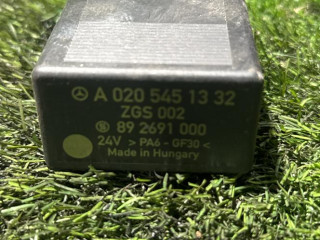 A 020 545 13 32
ZGS 002
89 2691 000
24V > PA6 - GF30 <
Made in Hungary